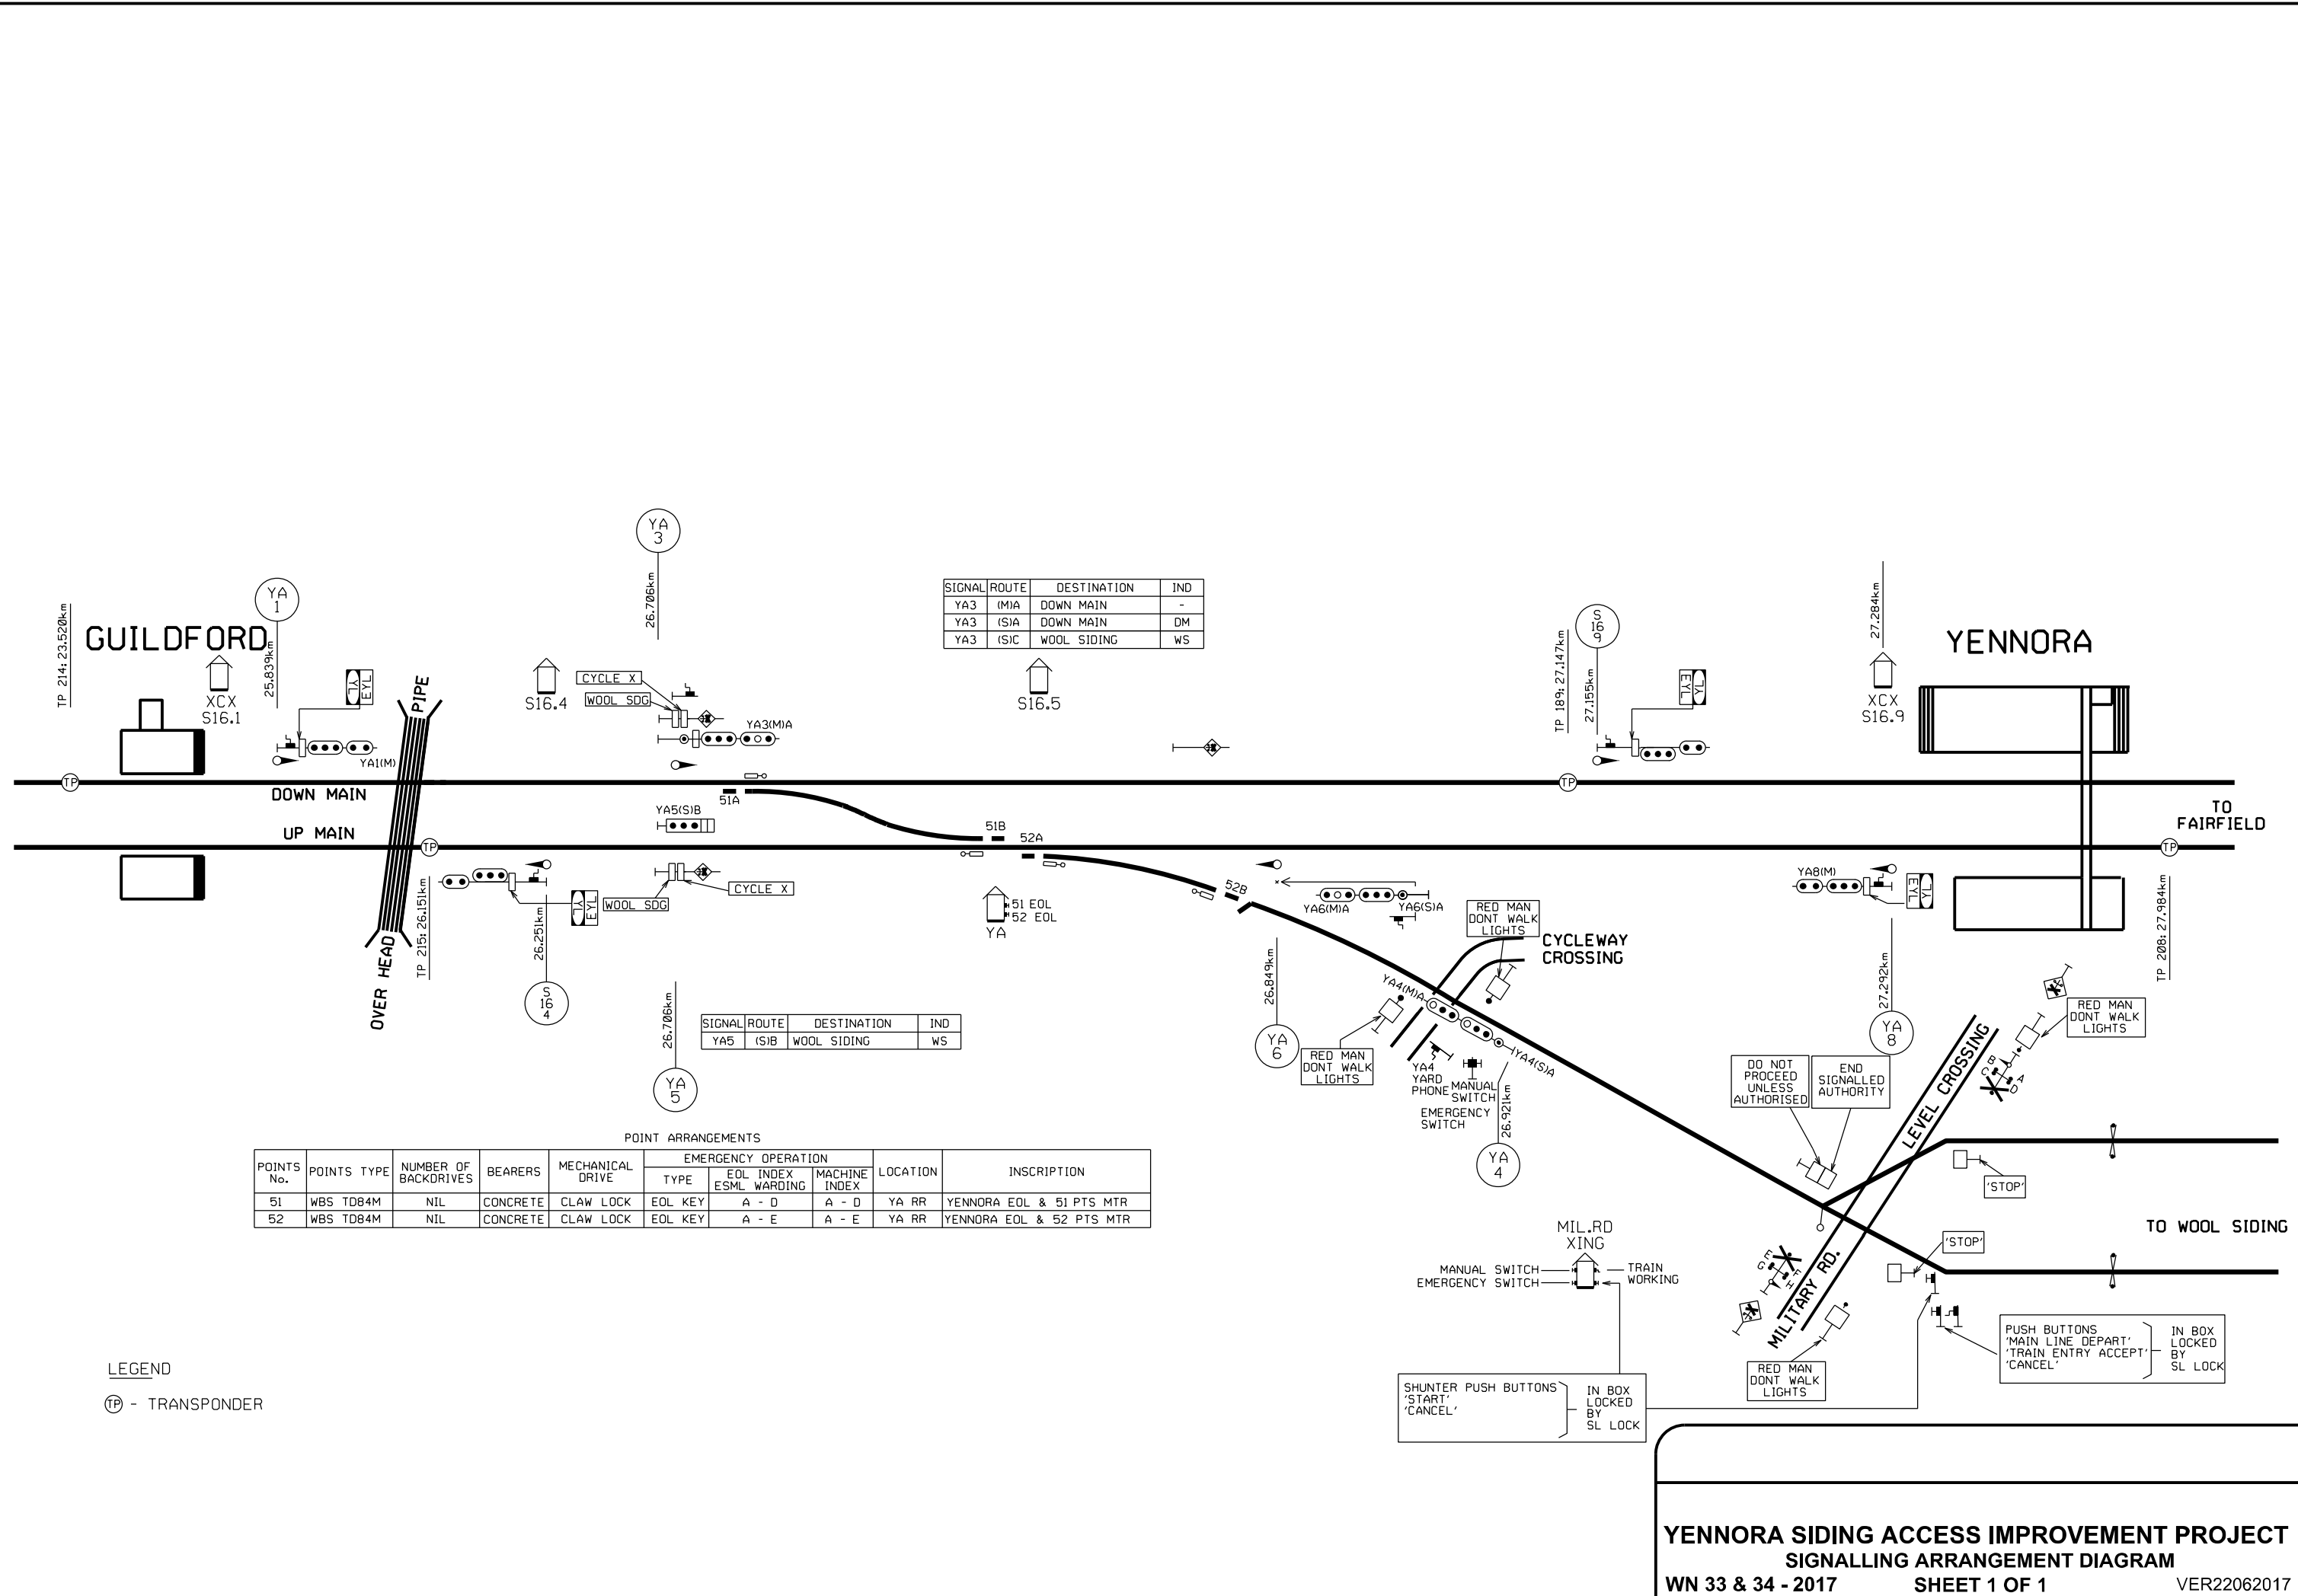 YA
3
26.706km
SIGNAL ROUTE DESTINATION IND
YA3 (M)A DOWN MAIN -
YA3 (S)A DOWN MAIN DM
YA3 (S)C WOOL SIDING WS
TP 214: 23.520km
GUILDFORD
YA
1
25.839km
XCX
S16.1
YL
EYL
YA1(M)
PIPE
OVER HEAD
S16.4
CYCLE X
WOOL SDG
YA3(M)A
S16.5
TP 189: 27.147km
S
16
9
27.155km
EYL
YL
27.284km
XCX
S16.9
YENNORA
TP
DOWN MAIN
51A
TP
TO
FAIRFIELD
UP MAIN
YA5(S)B
51B
52A
TP
TP
TP 215: 26.151km
26.251km
S
16
4
YL
EYL
WOOL SDG
CYCLE X
26.706km
YA
5
51 EOL
52 EOL
YA
52B
YA6(M)A
YA6(S)A
26.849km
YA
6
RED MAN
DONT WALK
LIGHTS
CYCLEWAY
CROSSING
YA4(M)A
YA4(S)A
RED MAN
DONT WALK
LIGHTS
YA4
YARD
PHONE
MANUAL
SWITCH
EMERGENCY
SWITCH
26.921km
YA
4
YA8(M)
EYL
YL
27.292km
YA
8
TP 208: 27.984km
RED MAN
DONT WALK
LIGHTS
B
C
A
D
DO NOT
PROCEED
UNLESS
AUTHORISED
END
SIGNALLED
AUTHORITY
LEVEL CROSSING
MILITARY RD.
'STOP'
TO WOOL SIDING
'STOP'
E
G
F
H
SIGNAL ROUTE DESTINATION IND
YA5 (S)B WOOL SIDING WS
POINT ARRANGEMENTS
POINTS No. POINTS TYPE NUMBER OF BACKDRIVES BEARERS MECHANICAL DRIVE EMERGENCY OPERATION TYPE EOL INDEX ESML WARDING MACHINE INDEX LOCATION INSCRIPTION
51 WBS TD84M NIL CONCRETE CLAW LOCK EOL KEY A - D A - D YA RR YENNORA EOL & 51 PTS MTR
52 WBS TD84M NIL CONCRETE CLAW LOCK EOL KEY A - E A - E YA RR YENNORA EOL & 52 PTS MTR
MIL.RD
XING
MANUAL SWITCH
EMERGENCY SWITCH
TRAIN
WORKING
RED MAN
DONT WALK
LIGHTS
PUSH BUTTONS
'MAIN LINE DEPART'
'TRAIN ENTRY ACCEPT'
'CANCEL'
IN BOX
LOCKED
BY
SL LOCK
SHUNTER PUSH BUTTONS
'START'
'CANCEL'
IN BOX
LOCKED
BY
SL LOCK
LEGEND
TP - TRANSPONDER
YENNORA SIDING ACCESS IMPROVEMENT PROJECT
SIGNALLING ARRANGEMENT DIAGRAM
WN 33 & 34 - 2017 SHEET 1 OF 1 VER22062017